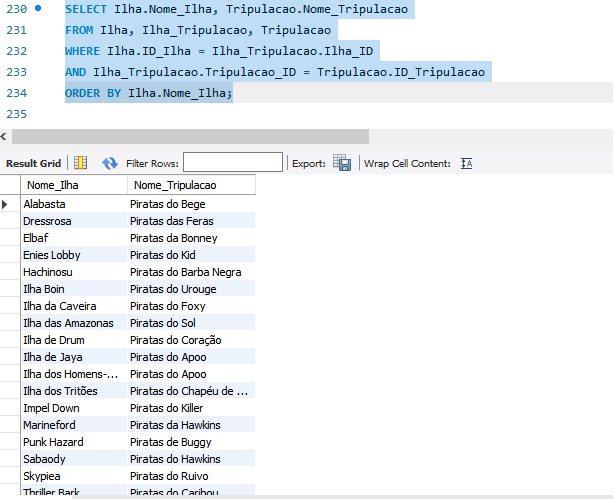 230 SELECT Ilha.Nome_Ilha, Tripulacao.Nome_Tripulacao
231 FROM Ilha, Ilha_Tripulacao, Tripulacao
232 WHERE Ilha.ID_Ilha = Ilha_Tripulacao.Ilha_ID
233 AND Ilha_Tripulacao.Tripulacao_ID = Tripulacao.ID_Tripulacao
234 ORDER BY Ilha.Nome_Ilha;
235
Result Grid Filter Rows: Export: Wrap Cell Content: IA
Nome_Ilha Nome_Tripulacao
Alabasta Piratas do Bege
Dressrosa Piratas das Feras
Elbaf Piratas da Bonney
Enies Lobby Piratas do Kid
Hachinosu Piratas do Barba Negra
Ilha Boin Piratas do Urouge
Ilha da Caveira Piratas do Foxy
Ilha das Amazonas Piratas do Sol
Ilha de Drum Piratas do Coração
Ilha de Jaya Piratas do Apoo
Ilha dos Homens-... Piratas do Apoo
Ilha dos Tritões Piratas do Chapéu de ...
Impel Down Piratas do Killer
Marineford Piratas da Hawkins
Punk Hazard Piratas de Buggy
Sabaody Piratas do Hawkins
Skypiea Piratas do Ruivo
Thriller Bark Piratas do Caribou